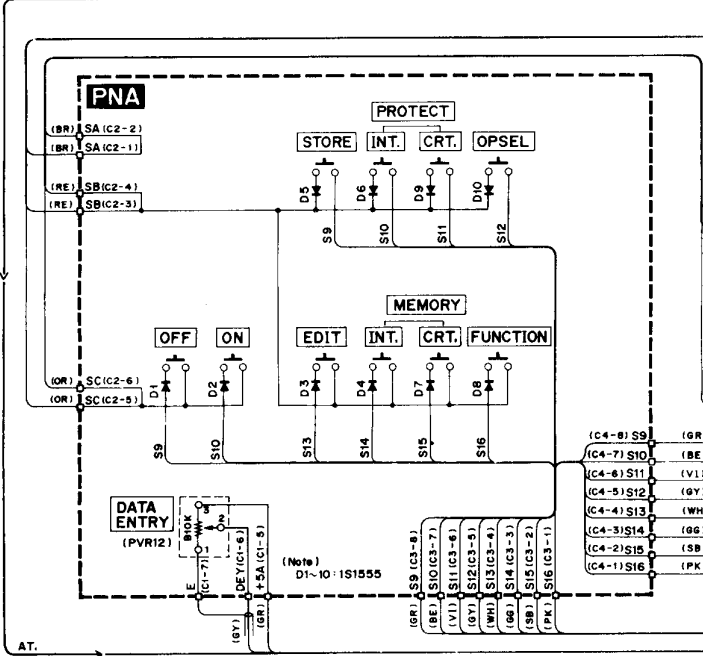 PNA
PROTECT
STORE INT. CRT. OPSEL
(BR) SA(C2-2)
(BR) SA(C2-1)
(RE) SB(C2-4)
(RE) SB(C2-3)
D5 D6 D9 D10
S9 S10 S11 S12
MEMORY
OFF ON EDIT INT. CRT. FUNCTION
(OR) SC(C2-6)
(OR) SC(C2-5)
D1 D2 D3 D4 D7 D8
S9 S10 S13 S14 S15 S16
(C4-8) S9 (GR
(C4-7) S10 (BE
(C4-6) S11 (VI
(C4-5) S12 (GY
(C4-4) S13 (WH
(C4-3) S14 (GG
(C4-2) S15 (SB
(C4-1) S16 (PK
DATA
ENTRY
(PVR12)
B10K
3
2
1
E (C1-7)
DEY (C1-6)
+5A (C1-5)
(Note)
D1~10 : 1S1555
S9 (C3-8)
S10 (C3-7)
S11 (C3-6)
S12 (C3-5)
S13 (C3-4)
S14 (C3-3)
S15 (C3-2)
S16 (C3-1)
(GY) (GR) (GR) (BE) (VI) (GY) (WH) (GG) (SB) (PK)
AT.